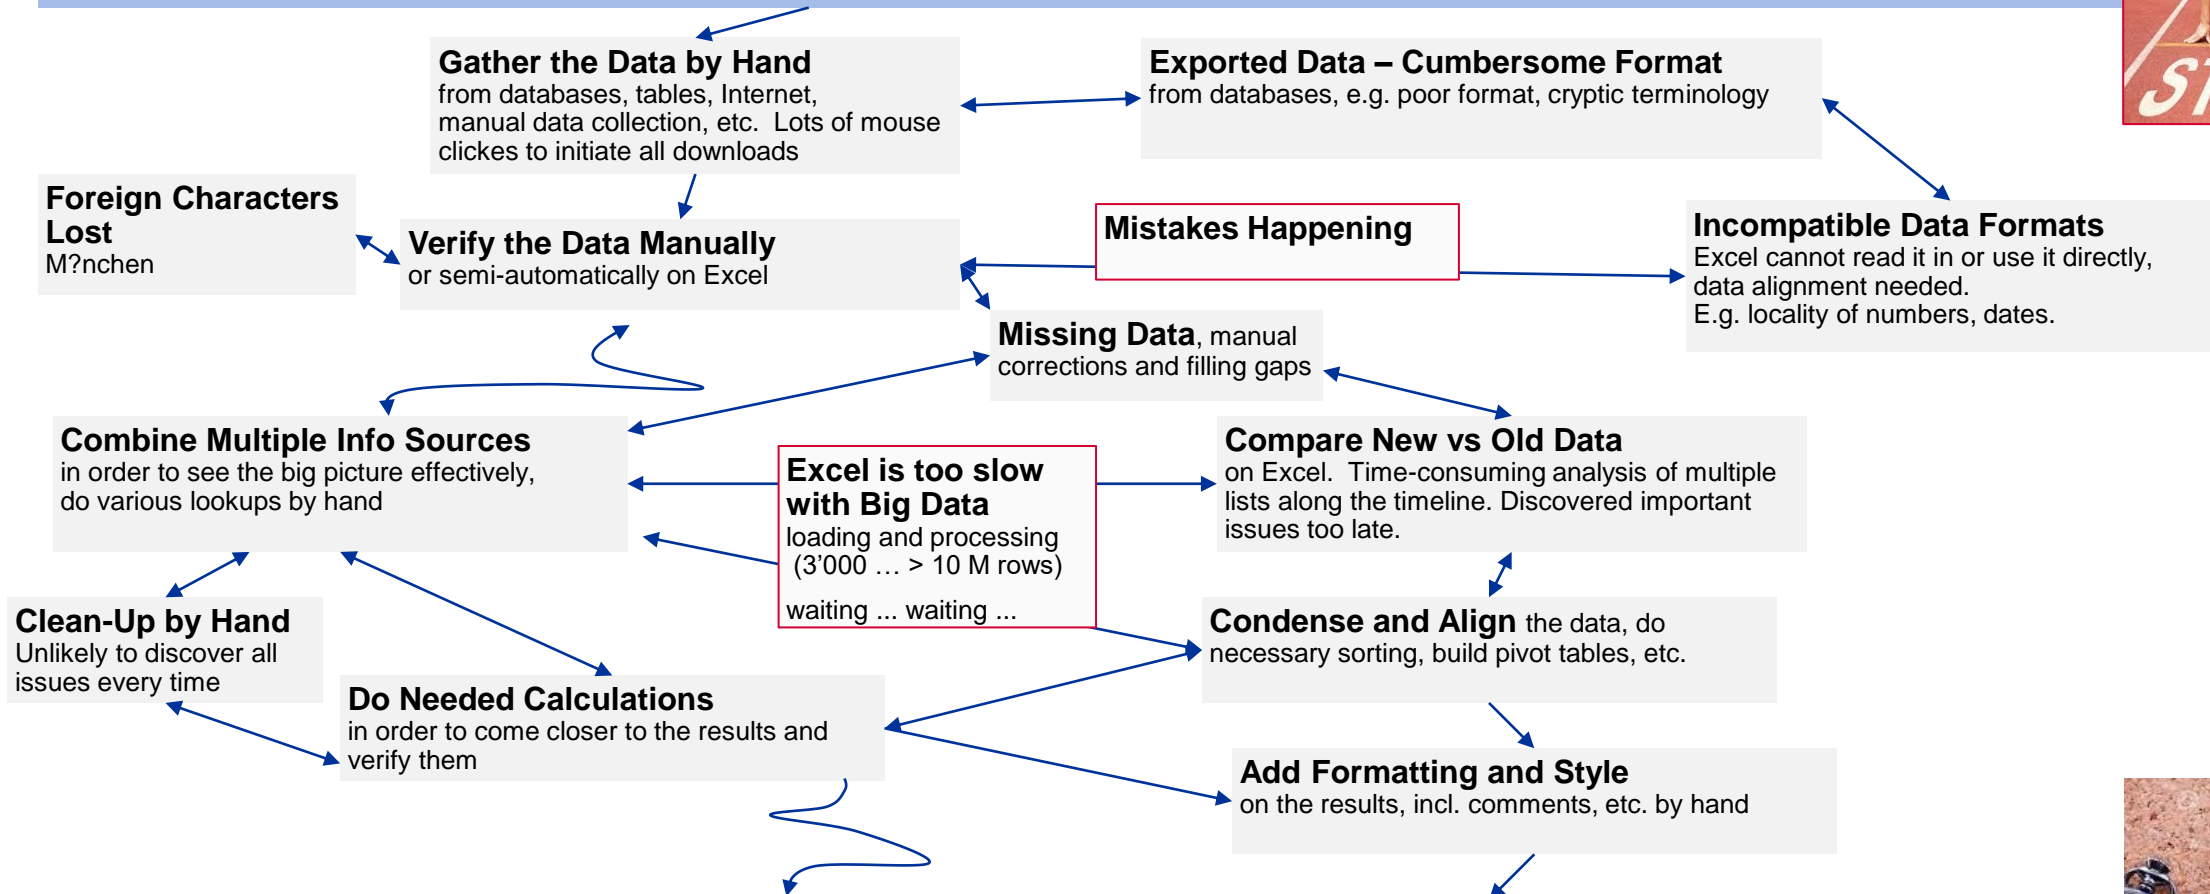 Gather the Data by Hand
from databases, tables, Internet,
manual data collection, etc.  Lots of mouse
clickes to initiate all downloads
Exported Data – Cumbersome Format
from databases, e.g. poor format, cryptic terminology
Foreign Characters
Lost
M?nchen
Verify the Data Manually
or semi-automatically on Excel
Mistakes Happening
Incompatible Data Formats
Excel cannot read it in or use it directly,
data alignment needed.
E.g. locality of numbers, dates.
Missing Data, manual
corrections and filling gaps
Combine Multiple Info Sources
in order to see the big picture effectively,
do various lookups by hand
Excel is too slow
with Big Data
loading and processing
(3’000 … > 10 M rows)
waiting ... waiting ...
Compare New vs Old Data
on Excel.  Time-consuming analysis of multiple
lists along the timeline. Discovered important
issues too late.
Clean-Up by Hand
Unlikely to discover all
issues every time
Condense and Align the data, do
necessary sorting, build pivot tables, etc.
Do Needed Calculations
in order to come closer to the results and
verify them
Add Formatting and Style
on the results, incl. comments, etc. by hand